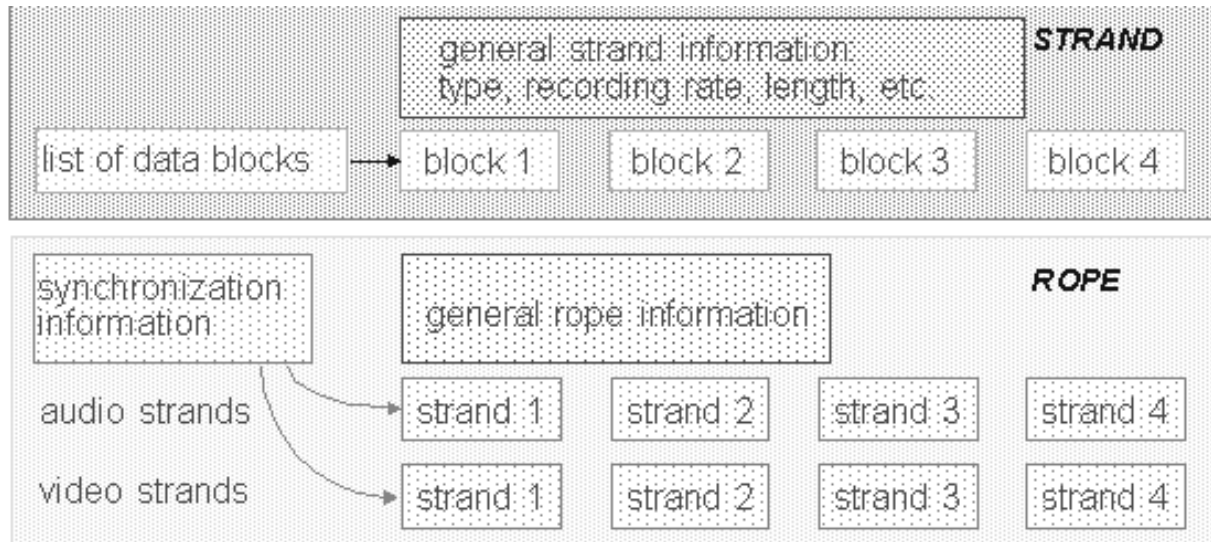 general strand information:
type, recording rate, length, etc.
STRAND
list of data blocks
block 1
block 2
block 3
block 4
synchronization
information
general rope information
ROPE
audio strands
strand 1
strand 2
strand 3
strand 4
video strands
strand 1
strand 2
strand 3
strand 4